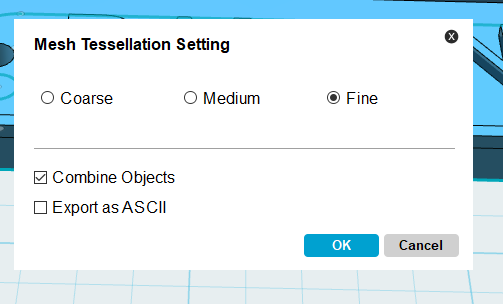 Mesh Tessellation Setting
X
Coarse Medium Fine
Combine Objects
Export as ASCII
OK Cancel